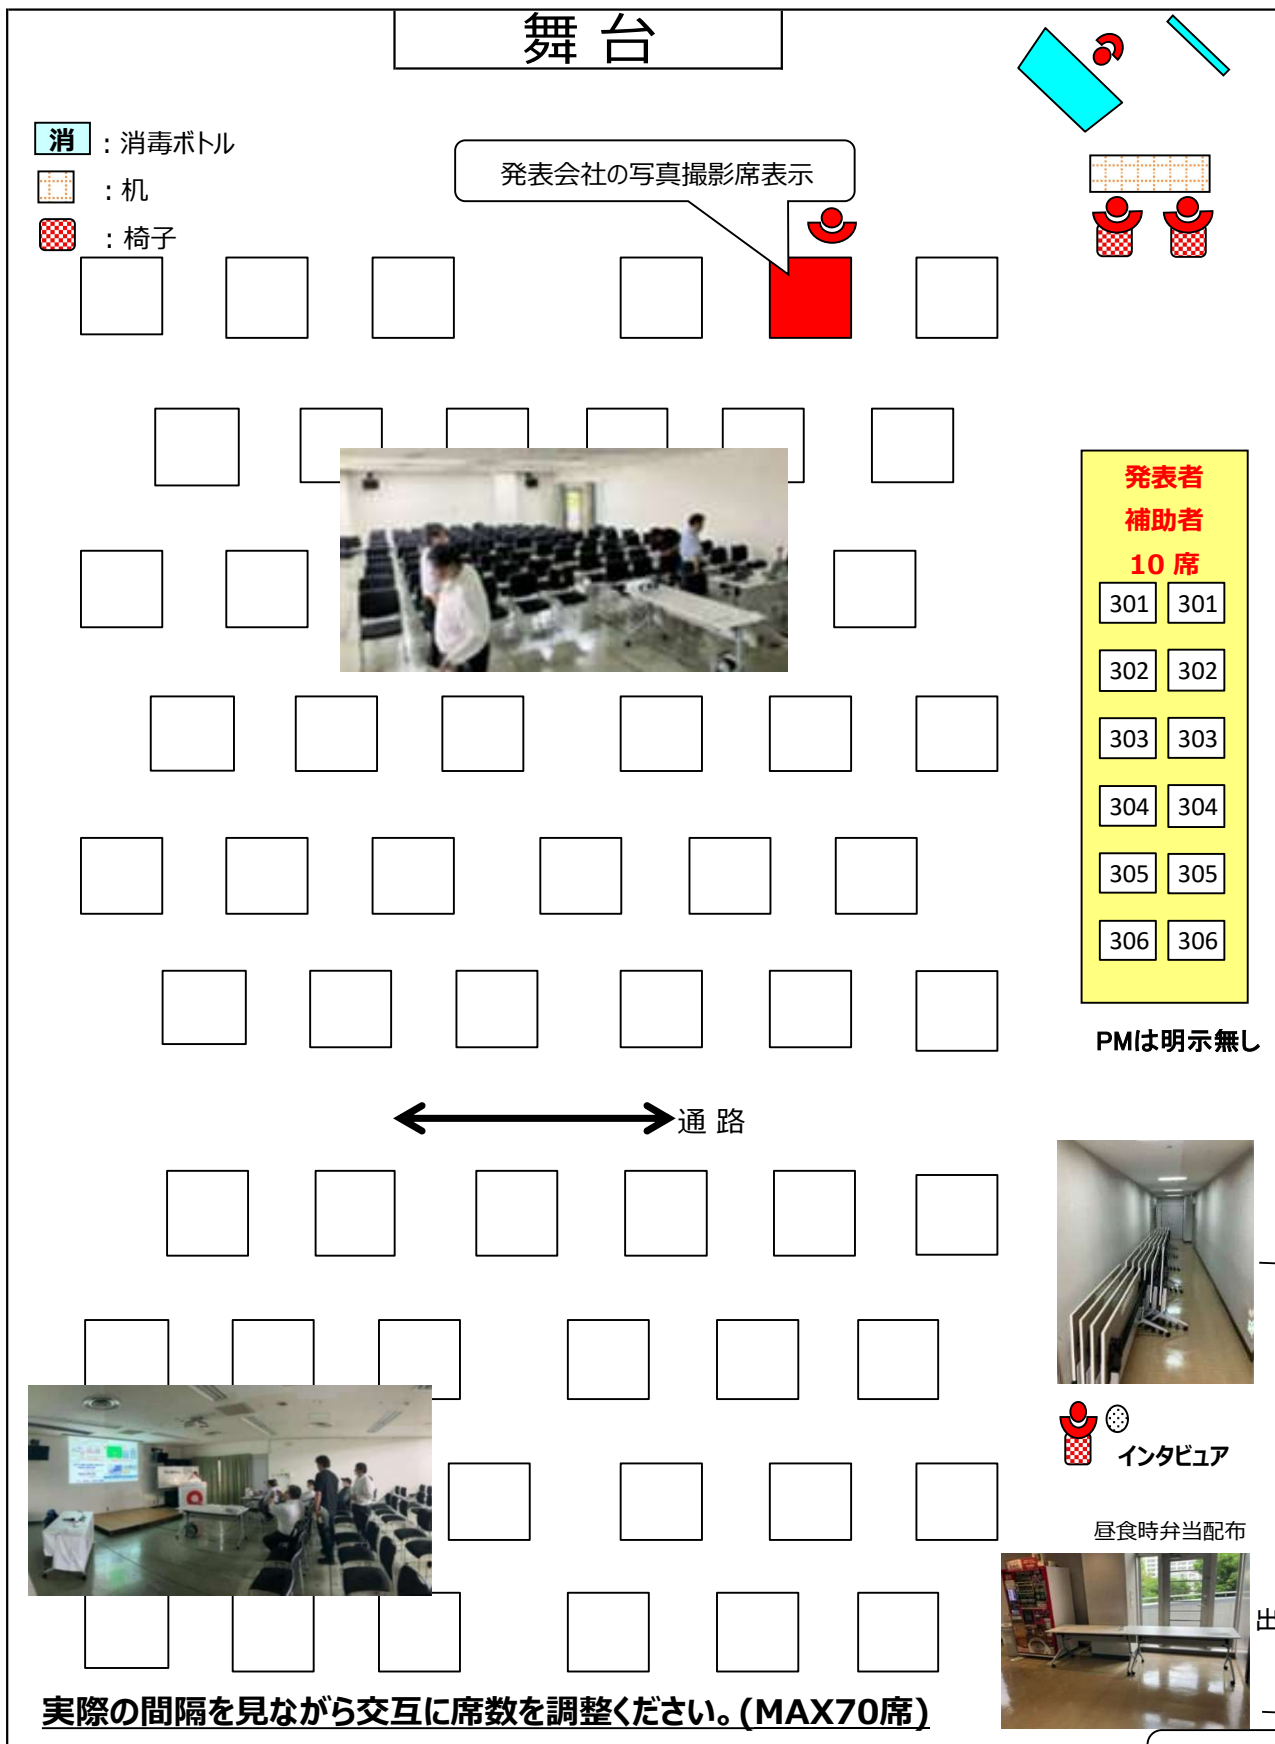 舞 台
消 : 消毒ボトル
: 机
: 椅子
発表会社の写真撮影席表示
発表者
補助者
10 席
301 301
302 302
303 303
304 304
305 305
306 306
PMは明示無し
通 路
インタビュア
昼食時弁当配布
出
実際の間隔を見ながら交互に席数を調整ください。(MAX70席)